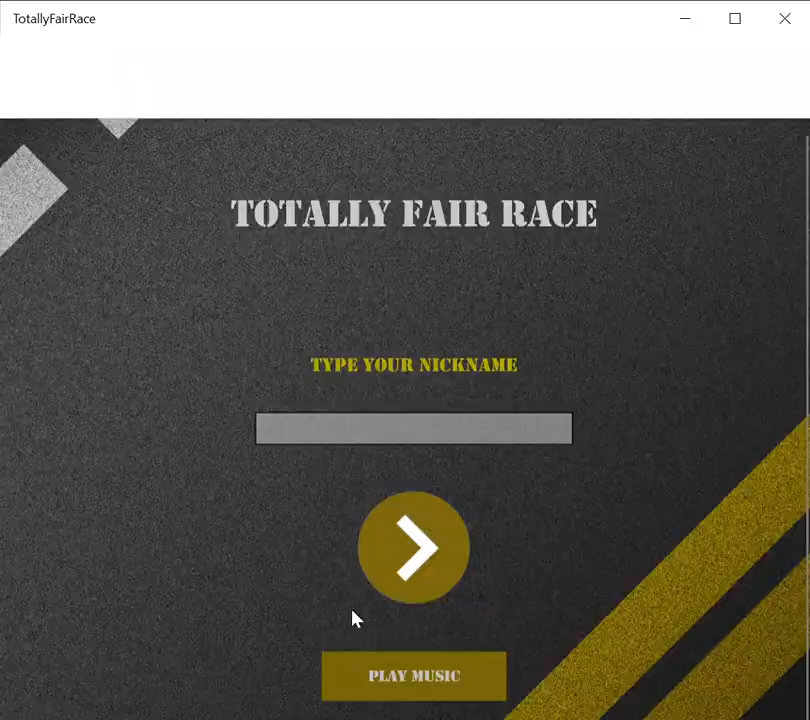 TotallyFairRace
TOTALLY FAIR RACE
TYPE YOUR NICKNAME
PLAY MUSIC